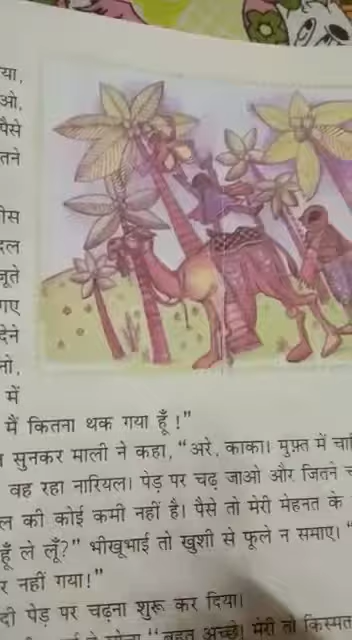 या,
ओ,
पैसे
तने
ीस
दल
जूते
गए
देने
नो,
में
मैं कितना थक गया हूँ !"
सुनकर माली ने कहा, "अरे, काका। मुफ़्त में चा
वह रहा नारियल। पेड़ पर चढ़ जाओ और जितने च
ल की कोई कमी नहीं है। पैसे तो मेरी मेहनत के
हूँ ले लूँ?" भीखूभाई तो खुशी से फूले न समाए। "
र नहीं गया!"
दी पेड़ पर चढ़ना शुरू कर दिया।
"बहुत अच्छे! मेरी तो किस्मत